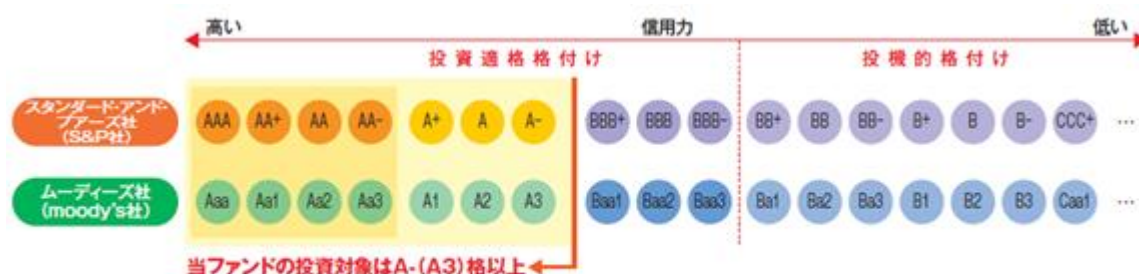 高い 信用力 低い
投資適格格付け 投機的格付け
スタンダード・アンド・
プアーズ社
(S&P社)
AAA AA+ AA AA- A+ A A- BBB+ BBB BBB- BB+ BB BB- B+ B B- CCC+ …
ムーディーズ社
(moody's社)
Aaa Aa1 Aa2 Aa3 A1 A2 A3 Baa1 Baa2 Baa3 Ba1 Ba2 Ba3 B1 B2 B3 Caa1 …
当ファンドの投資対象はA-(A3)格以上